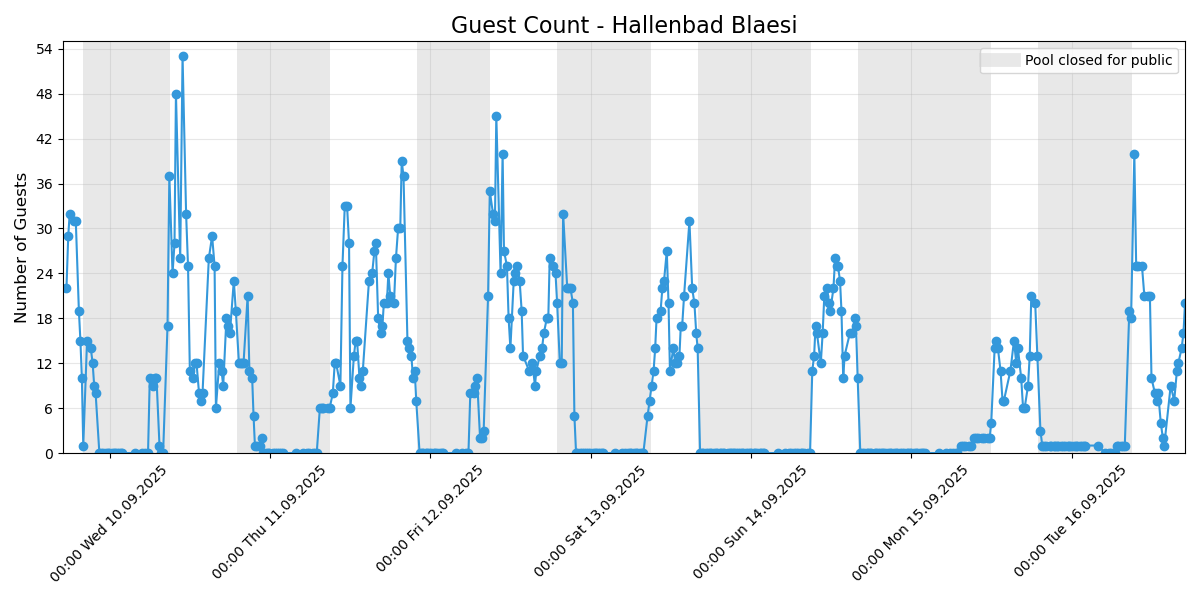 Guest Count - Hallenbad Blaesi
Pool closed for public
Number of Guests
54
48
42
36
30
24
18
12
6
0
00:00 Wed 10.09.2025
00:00 Thu 11.09.2025
00:00 Fri 12.09.2025
00:00 Sat 13.09.2025
00:00 Sun 14.09.2025
00:00 Mon 15.09.2025
00:00 Tue 16.09.2025